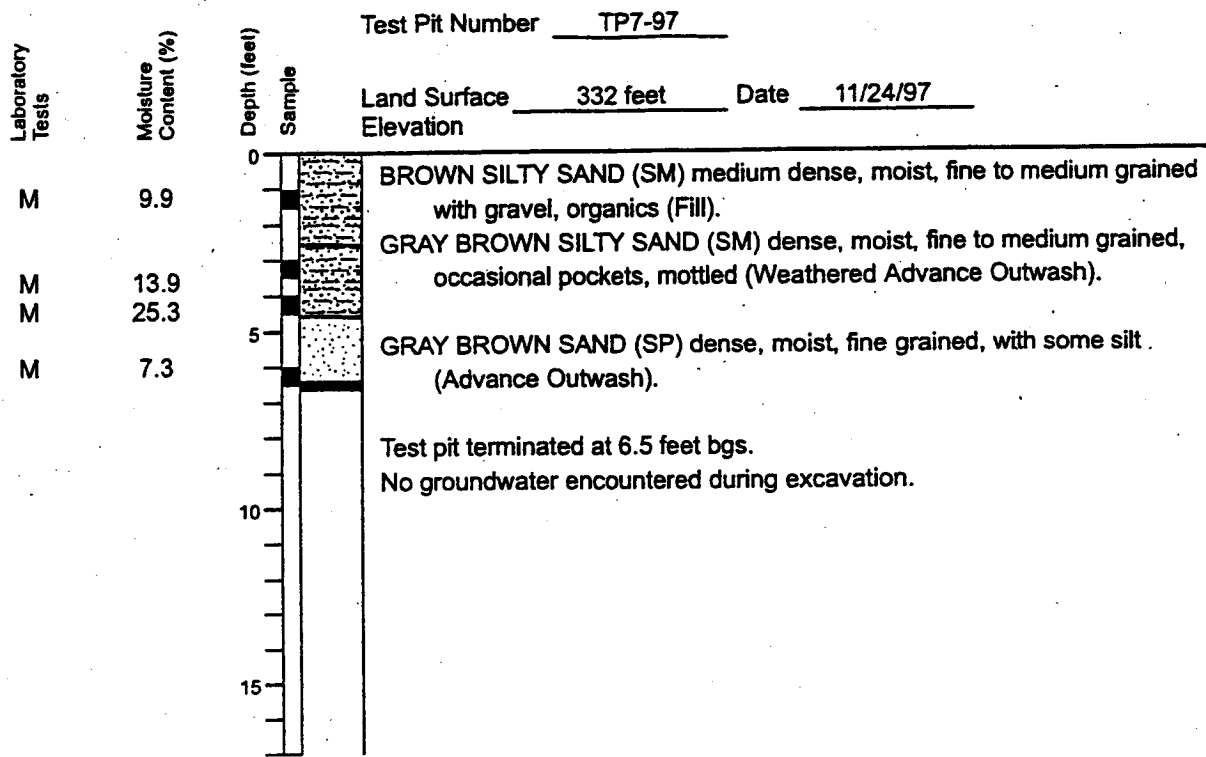 Test Pit Number TP7-97
Laboratory Tests
Moisture Content (%)
Depth (feet)
Sample
Land Surface 332 feet Date 11/24/97
Elevation
0
BROWN SILTY SAND (SM) medium dense, moist, fine to medium grained
M 9.9 with gravel, organics (Fill).
GRAY BROWN SILTY SAND (SM) dense, moist, fine to medium grained,
M 13.9 occasional pockets, mottled (Weathered Advance Outwash).
M 25.3
5
GRAY BROWN SAND (SP) dense, moist, fine grained, with some silt
M 7.3 (Advance Outwash).
Test pit terminated at 6.5 feet bgs.
No groundwater encountered during excavation.
10
15